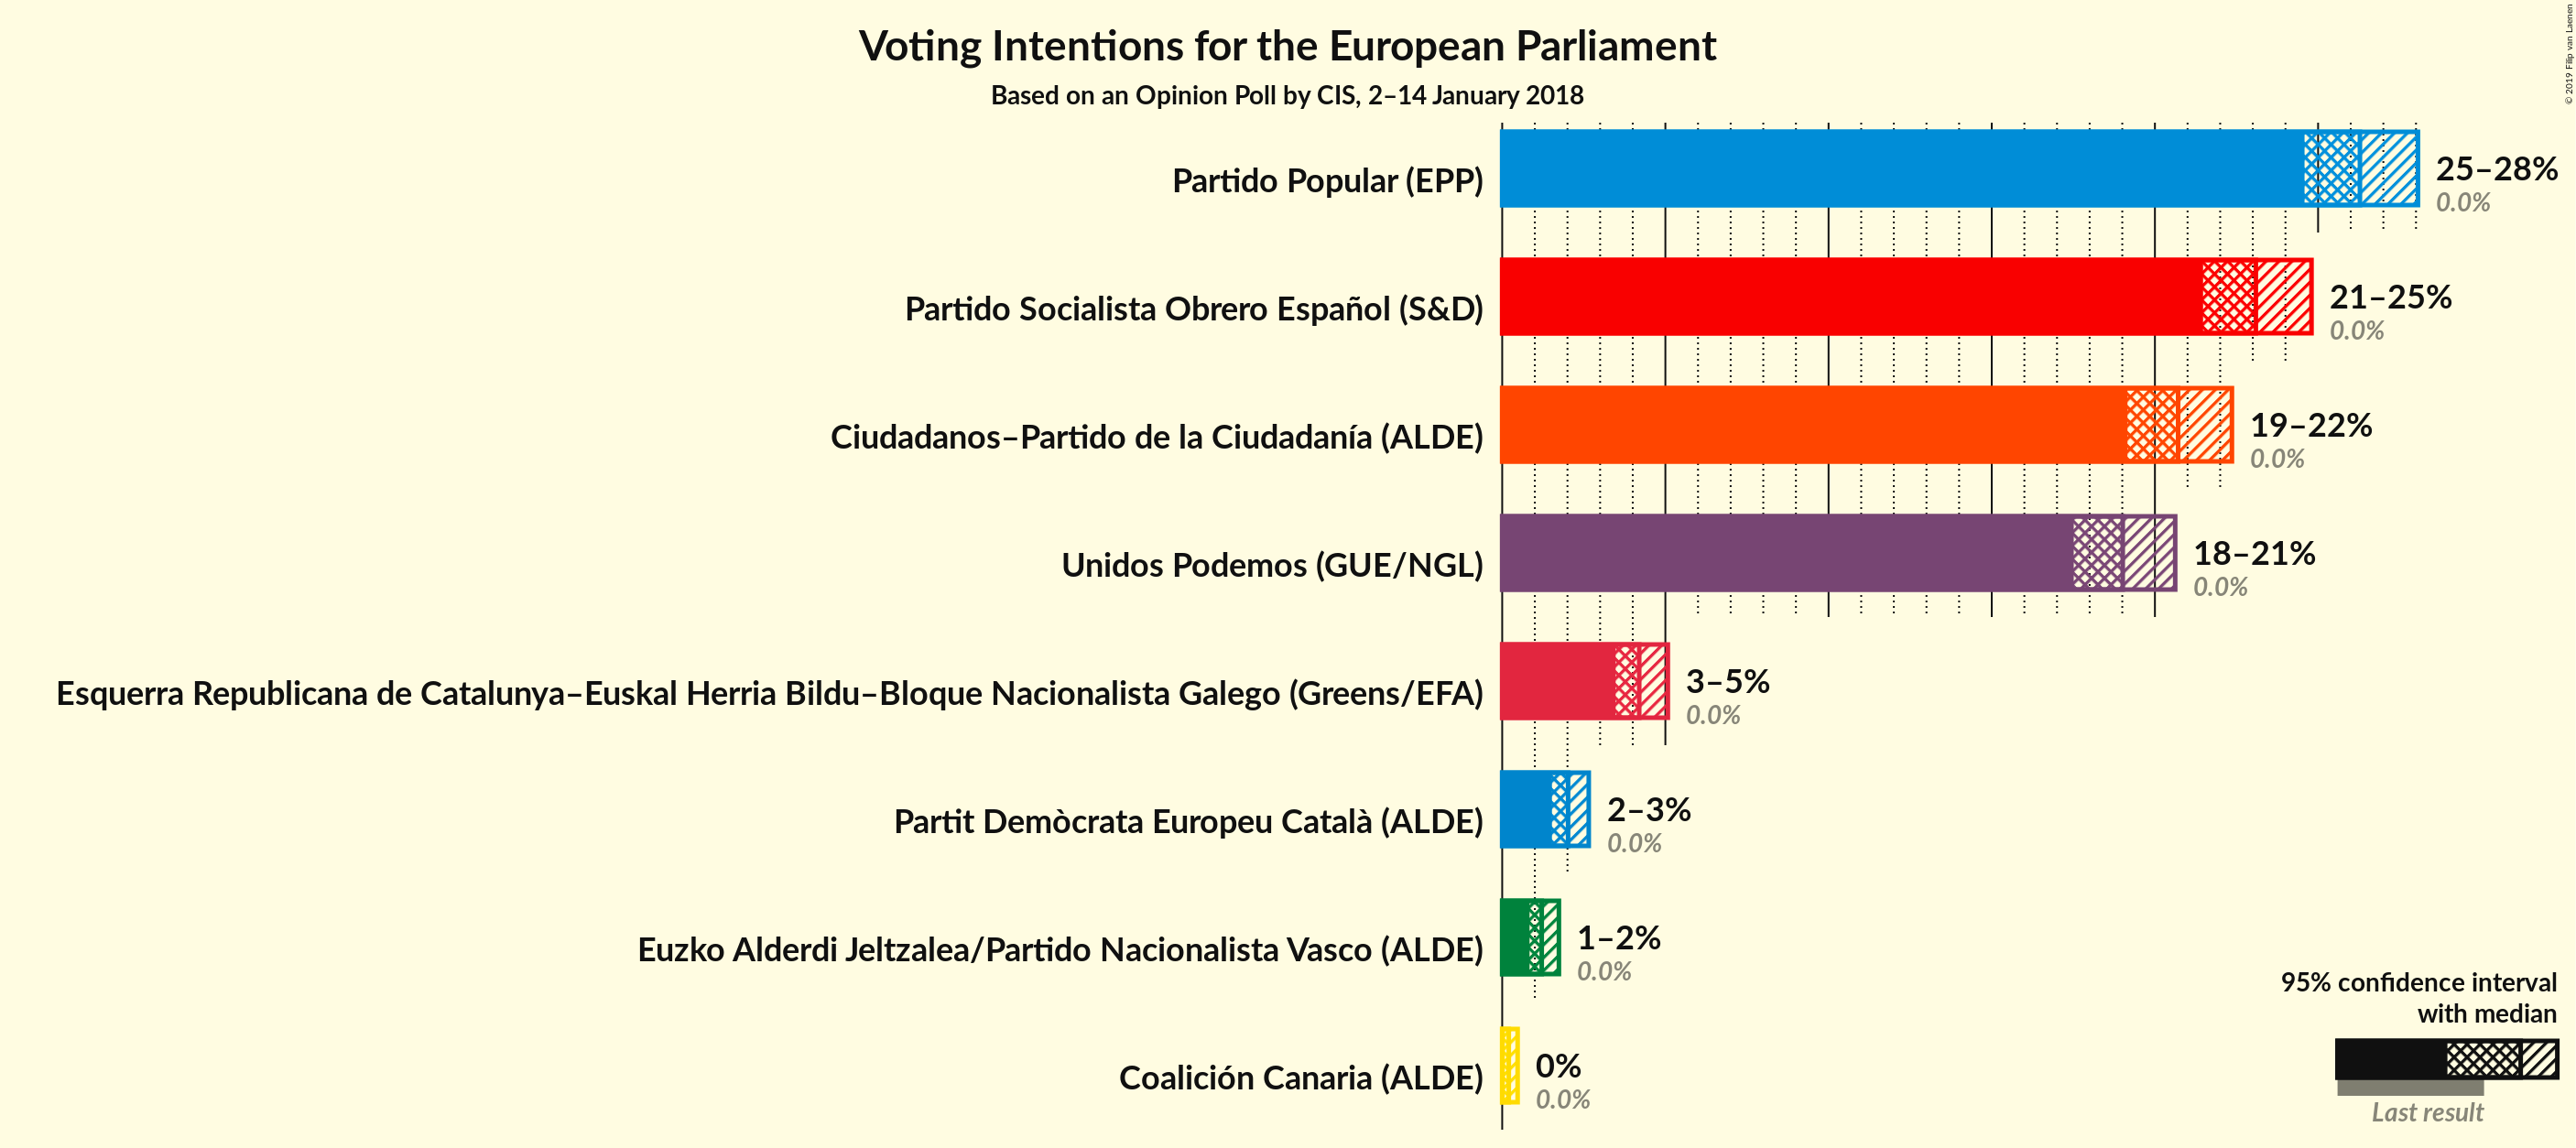 Voting Intentions for the European Parliament
Based on an Opinion Poll by CIS, 2–14 January 2018
© 2019 Filip van Laenen
Partido Popular (EPP)
25–28%
0.0%
Partido Socialista Obrero Español (S&D)
21–25%
0.0%
Ciudadanos–Partido de la Ciudadanía (ALDE)
19–22%
0.0%
Unidos Podemos (GUE/NGL)
18–21%
0.0%
Esquerra Republicana de Catalunya–Euskal Herria Bildu–Bloque Nacionalista Galego (Greens/EFA)
3–5%
0.0%
Partit Demòcrata Europeu Català (ALDE)
2–3%
0.0%
Euzko Alderdi Jeltzalea/Partido Nacionalista Vasco (ALDE)
1–2%
0.0%
Coalición Canaria (ALDE)
0%
0.0%
95% confidence interval
with median
Last result